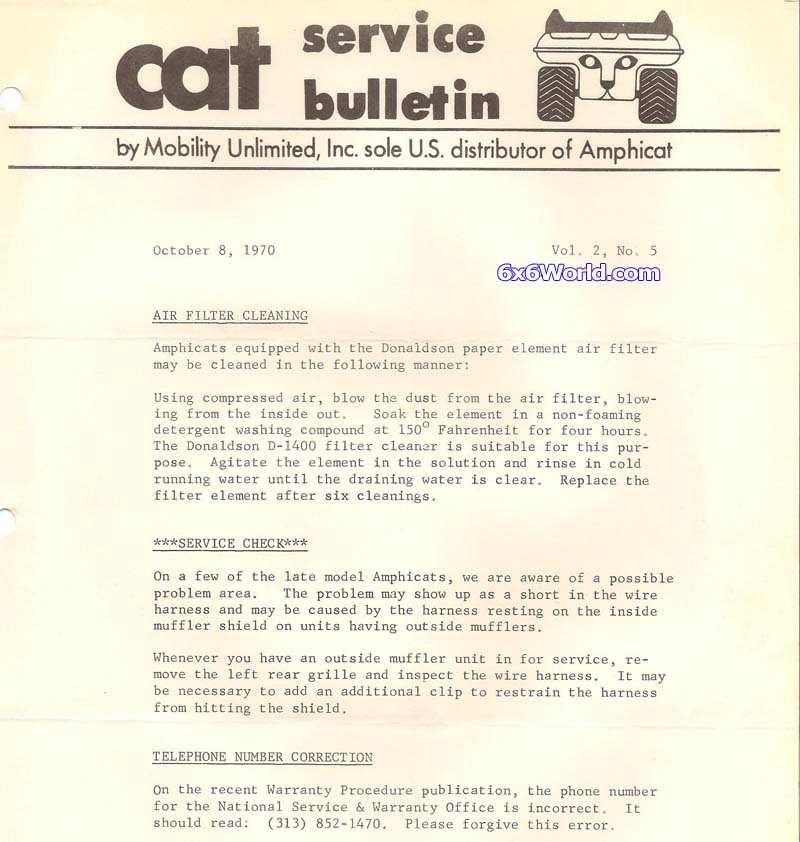 cat service bulletin
by Mobility Unlimited, Inc. sole U.S. distributor of Amphicat
October 8, 1970 Vol. 2, No. 5
6x6World.com
AIR FILTER CLEANING
Amphicats equipped with the Donaldson paper element air filter
may be cleaned in the following manner:
Using compressed air, blow the dust from the air filter, blow-
ing from the inside out. Soak the element in a non-foaming
detergent washing compound at 150° Fahrenheit for four hours.
The Donaldson D-1400 filter cleaner is suitable for this pur-
pose. Agitate the element in the solution and rinse in cold
running water until the draining water is clear. Replace the
filter element after six cleanings.
***SERVICE CHECK***
On a few of the late model Amphicats, we are aware of a possible
problem area. The problem may show up as a short in the wire
harness and may be caused by the harness resting on the inside
muffler shield on units having outside mufflers.
Whenever you have an outside muffler unit in for service, re-
move the left rear grille and inspect the wire harness. It may
be necessary to add an additional clip to restrain the harness
from hitting the shield.
TELEPHONE NUMBER CORRECTION
On the recent Warranty Procedure publication, the phone number
for the National Service & Warranty Office is incorrect. It
should read: (313) 852-1470. Please forgive this error.